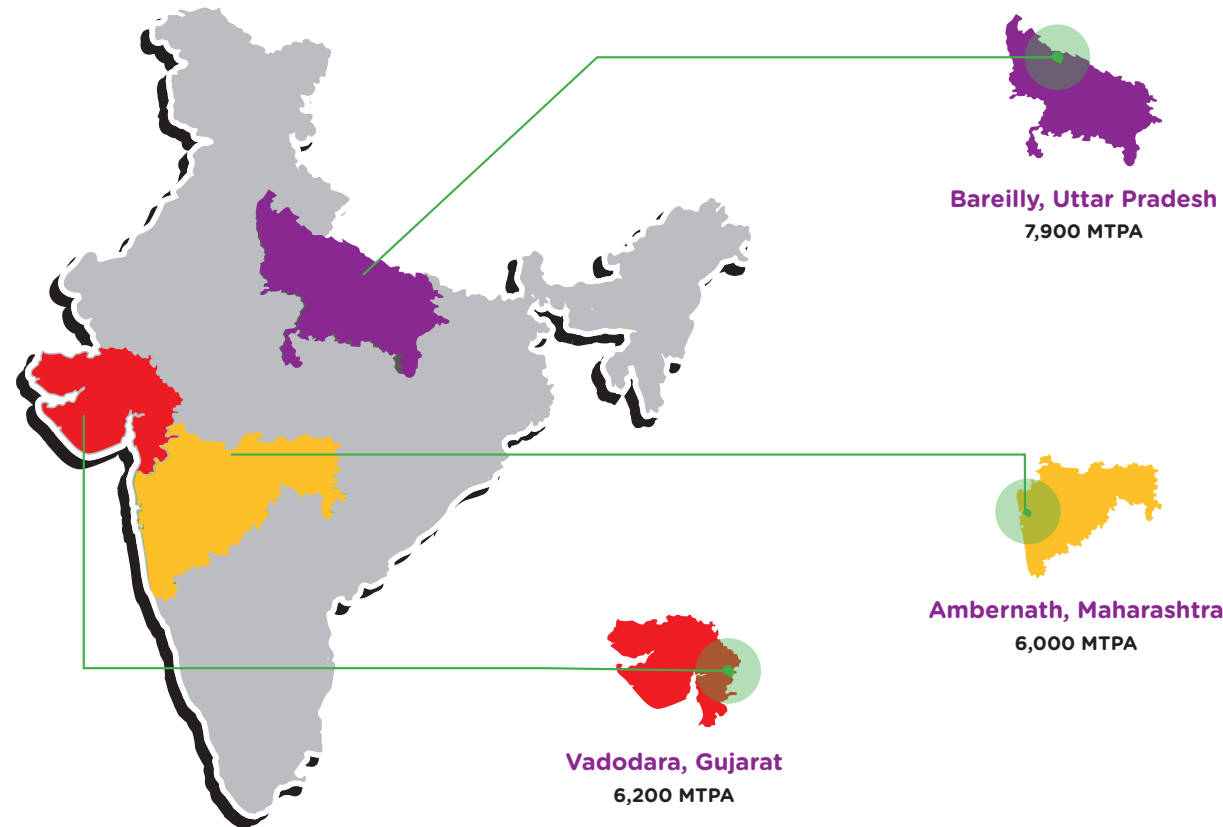 Bareilly, Uttar Pradesh
7,900 MTPA
Ambernath, Maharashtra
6,000 MTPA
Vadodara, Gujarat
6,200 MTPA